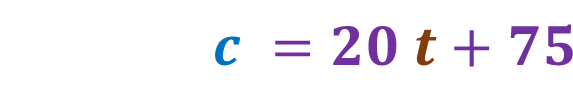 c = 20 t + 75